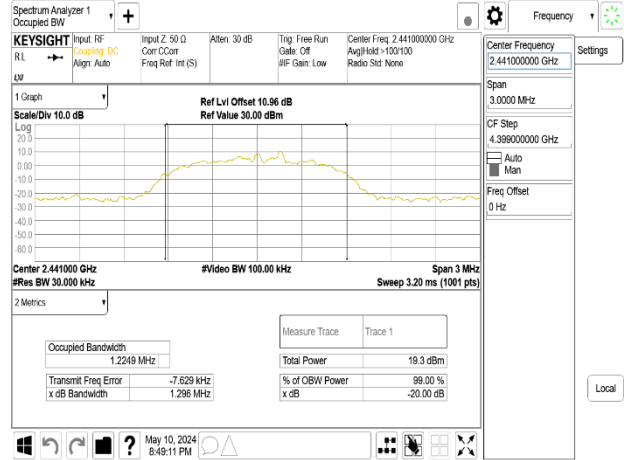 Spectrum Analyzer 1
Occupied BW
Frequency
KEYSIGHT Input: RF Input Z: 50 Ω Atten: 30 dB Trig: Free Run Center Freq: 2.441000000 GHz
R L Coupling: DC Corr CCorr Gate: Off Avg|Hold:>100/100
Align: Auto Freq Ref: Int (S) #IF Gain: Low Radio Std: None
Center Frequency
2.441000000 GHz
Settings
Span
3.0000 MHz
CF Step
4.399000000 GHz
Auto
Man
Freq Offset
0 Hz
1 Graph
Ref Lvl Offset 10.96 dB
Scale/Div 10.0 dB Ref Value 30.00 dBm
Log
20.0
10.0
0.00
-10.0
-20.0
-30.0
-40.0
-50.0
-60.0
Center 2.441000 GHz #Video BW 100.00 kHz Span 3 MHz
#Res BW 30.000 kHz Sweep 3.20 ms (1001 pts)
2 Metrics
Measure Trace Trace 1
Occupied Bandwidth
1.2249 MHz Total Power 19.3 dBm
Transmit Freq Error -7.629 kHz % of OBW Power 99.00 %
x dB Bandwidth 1.296 MHz x dB -20.00 dB
Local
? May 10, 2024
8:49:11 PM